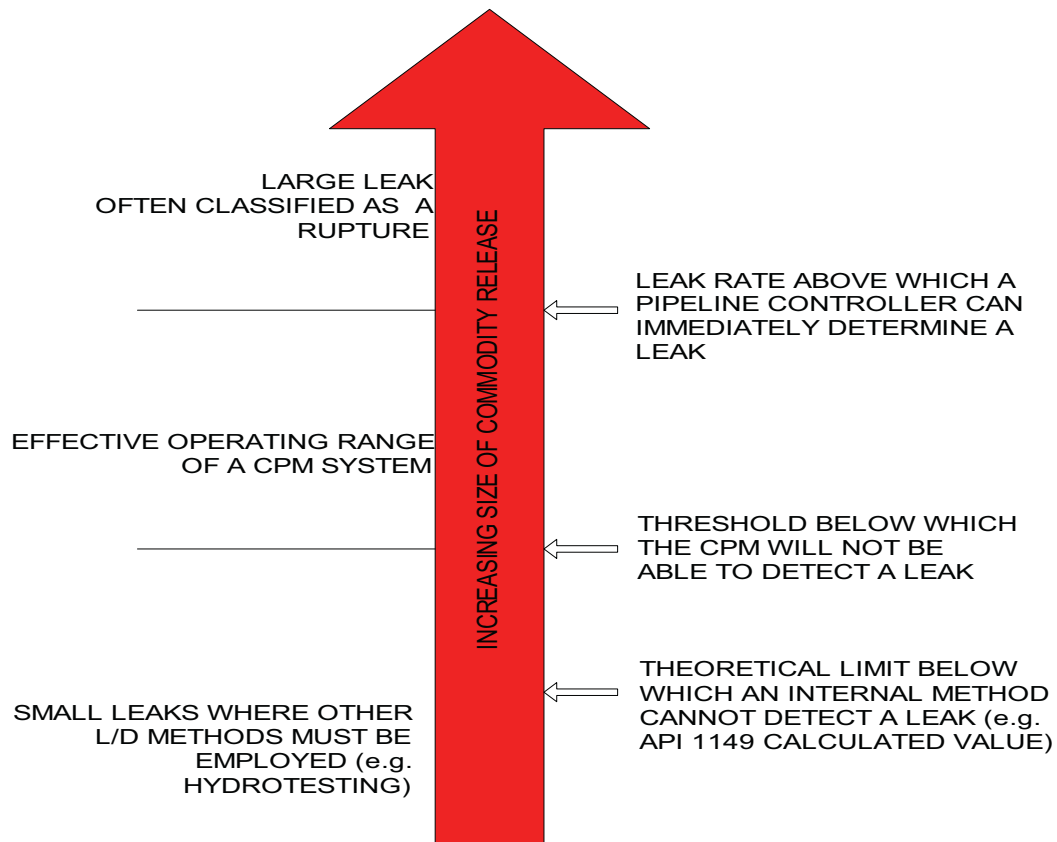 LARGE LEAK
OFTEN CLASSIFIED AS A
RUPTURE
LEAK RATE ABOVE WHICH A
PIPELINE CONTROLLER CAN
IMMEDIATELY DETERMINE A
LEAK
INCREASING SIZE OF COMMODITY RELEASE
EFFECTIVE OPERATING RANGE
OF A CPM SYSTEM
THRESHOLD BELOW WHICH
THE CPM WILL NOT BE
ABLE TO DETECT A LEAK
THEORETICAL LIMIT BELOW
WHICH AN INTERNAL METHOD
CANNOT DETECT A LEAK (e.g.
API 1149 CALCULATED VALUE)
SMALL LEAKS WHERE OTHER
L/D METHODS MUST BE
EMPLOYED (e.g.
HYDROTESTING)